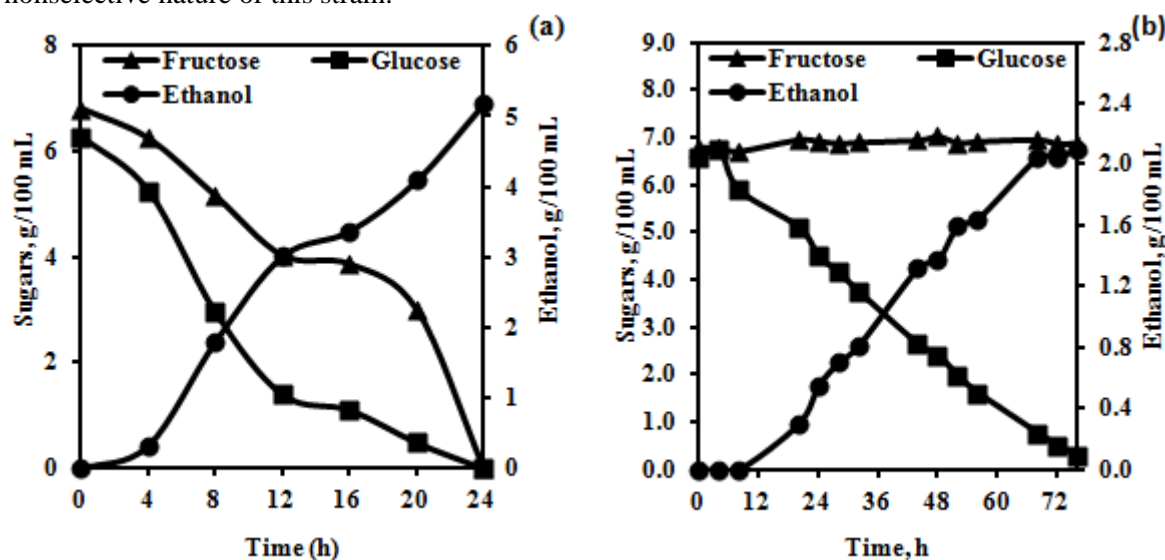 nonselective nature of this strain.
(a)
Fructose Glucose
Ethanol
8
6
4
2
0
Sugars, g/100 mL
6
5
4
3
2
1
0
Ethanol, g/100 mL
0 4 8 12 16 20 24
Time (h)
(b)
Fructose Glucose
Ethanol
9.0
8.0
7.0
6.0
5.0
4.0
3.0
2.0
1.0
0.0
Sugars, g/100 mL
2.8
2.4
2.0
1.6
1.2
0.8
0.4
0.0
Ethanol, g/100 mL
0 12 24 36 48 60 72
Time, h